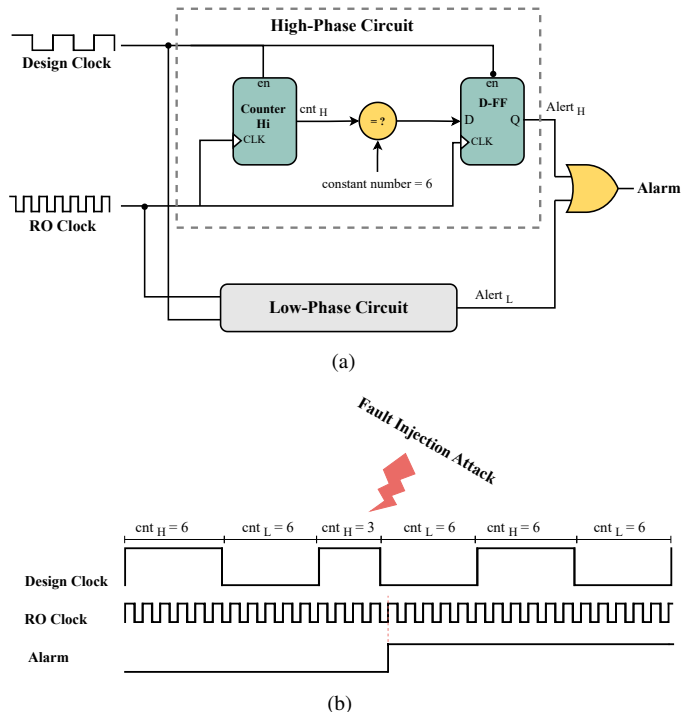 High-Phase Circuit
Design Clock
en
en
Counter
Hi
cnt H
CLK
= ?
D-FF
D
Q
CLK
Alert H
constant number = 6
RO Clock
Alarm
Low-Phase Circuit
Alert L
(a)
Fault Injection Attack
cnt H = 6
cnt L = 6
cnt H = 3
cnt L = 6
cnt H = 6
cnt L = 6
Design Clock
RO Clock
Alarm
(b)